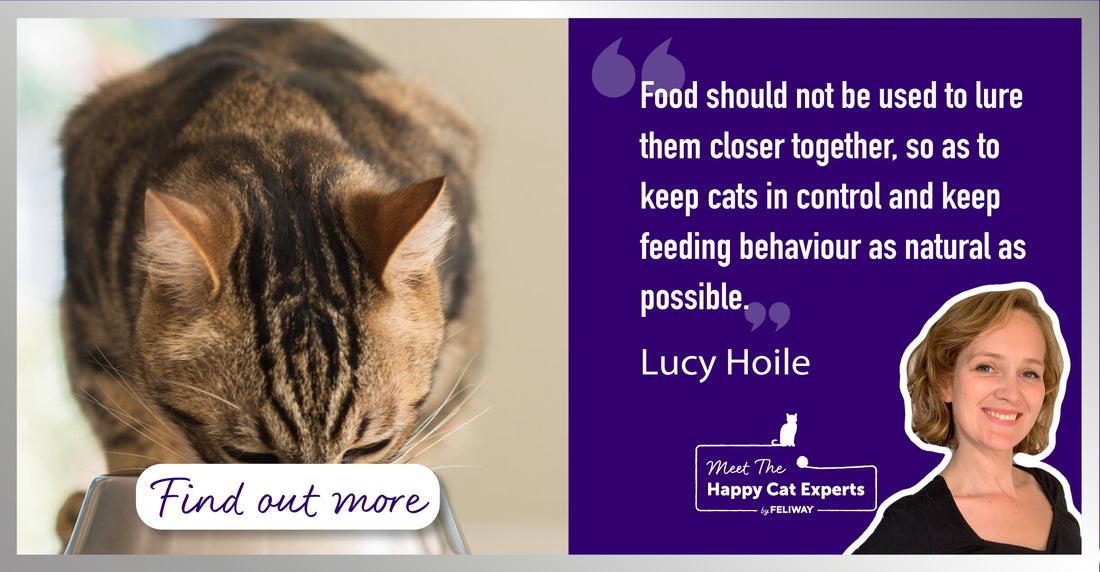 Food should not be used to lure
them closer together, so as to
keep cats in control and keep
feeding behaviour as natural as
possible.
Lucy Hoile
Meet The
Happy Cat Experts
by FELIWAY
Find out more